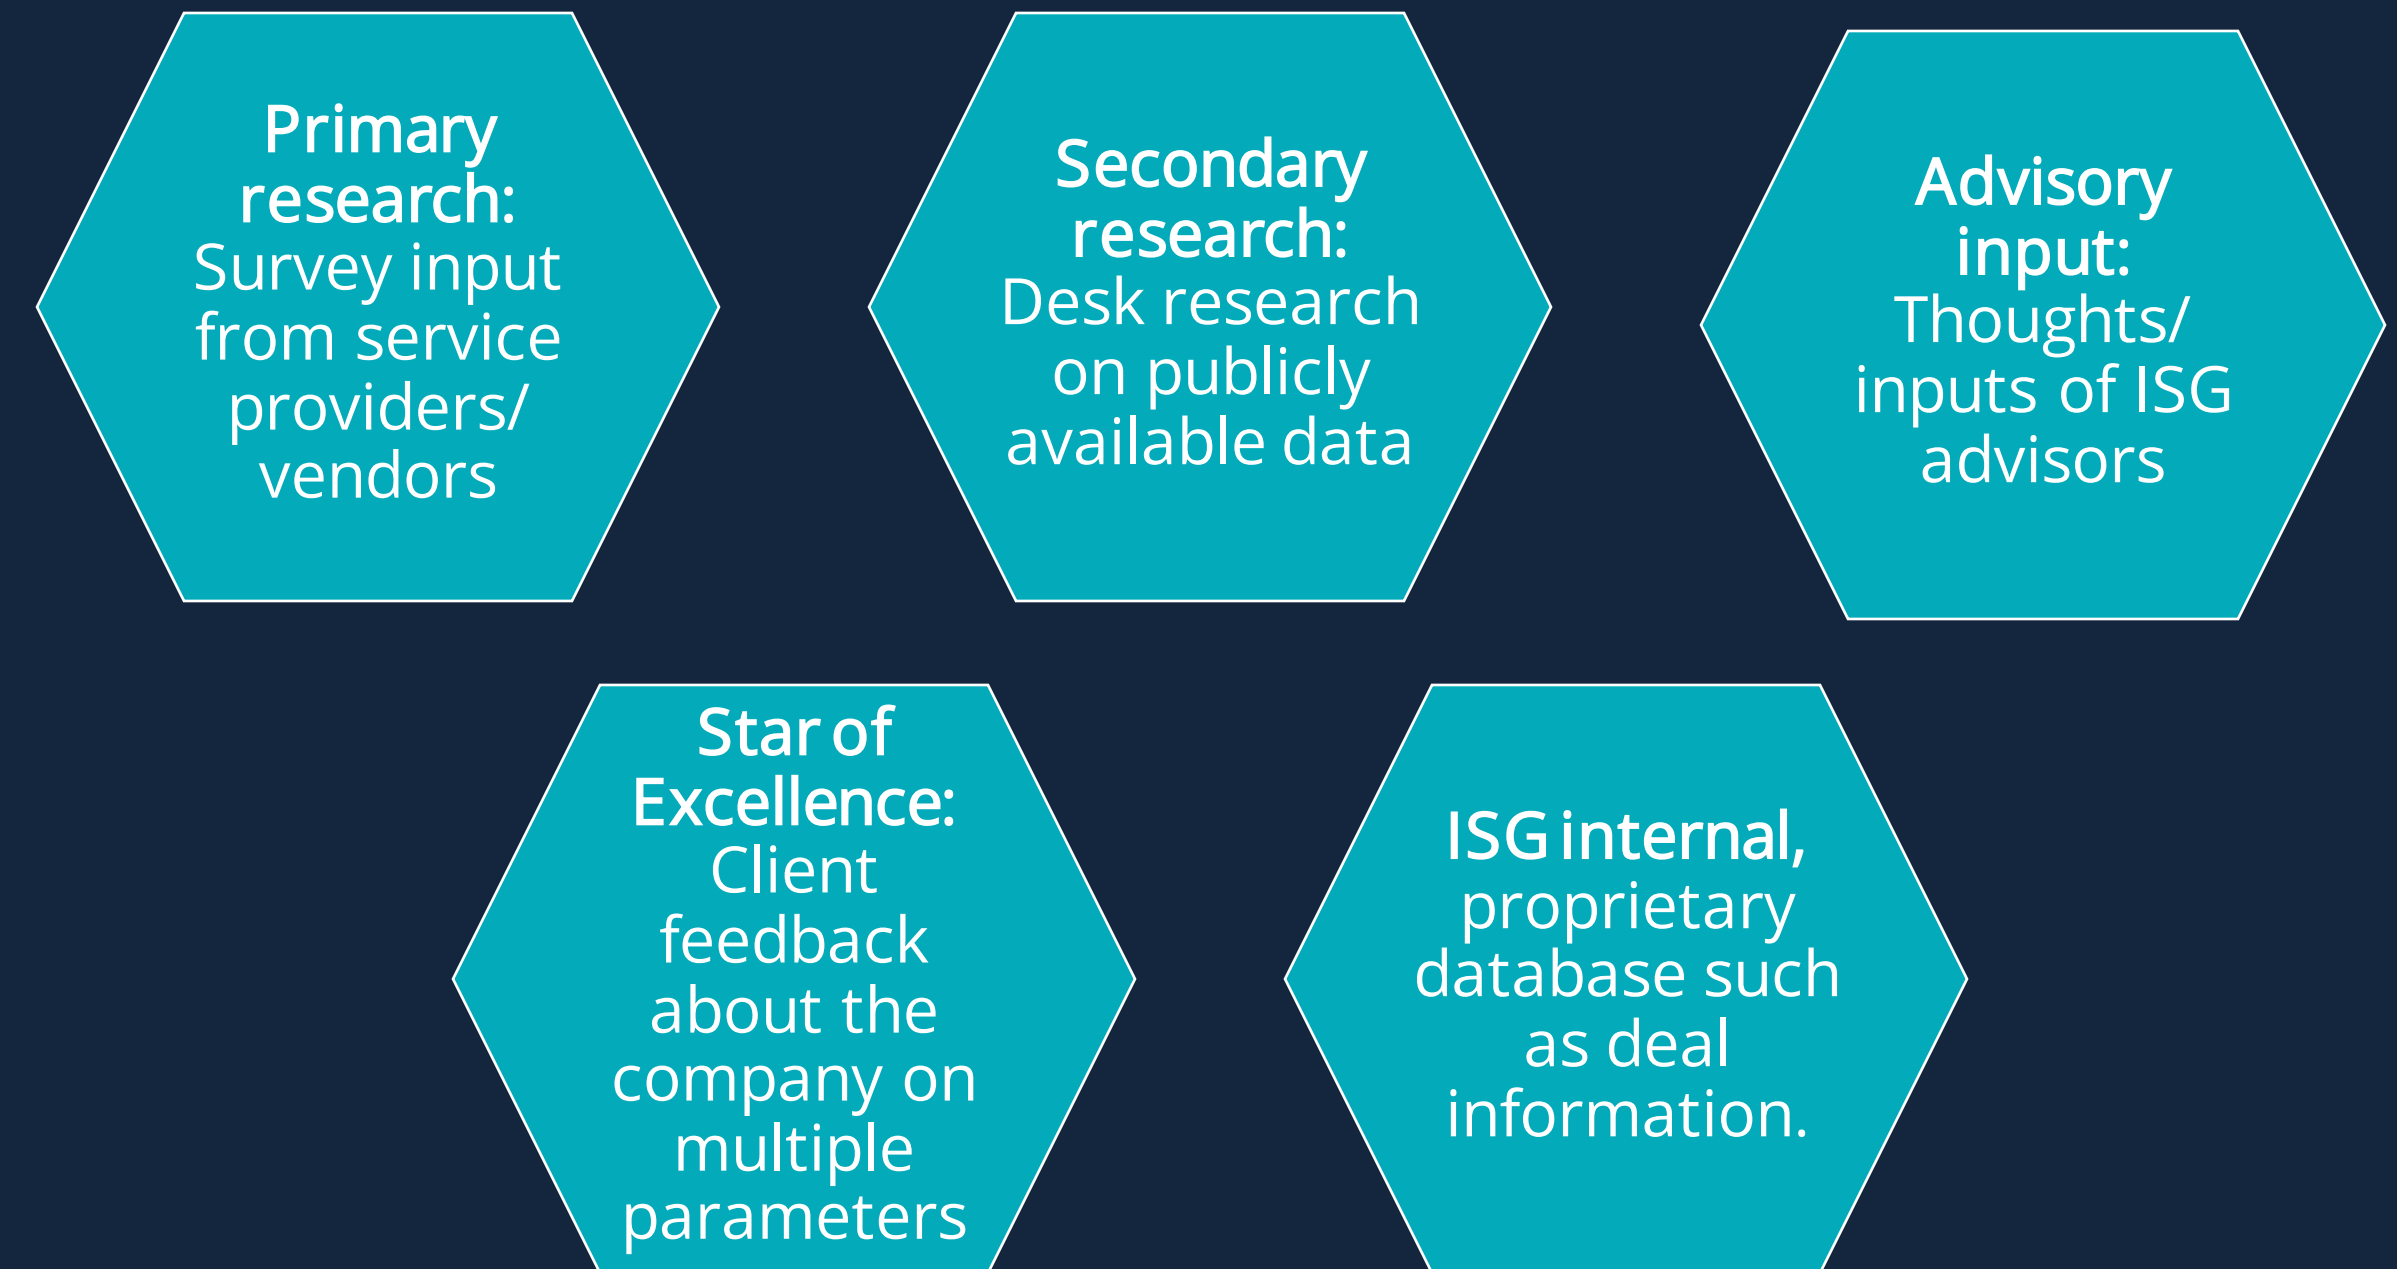 Primary
research:
Survey input
from service
providers/
vendors
Secondary
research:
Desk research
on publicly
available data
Advisory
input:
Thoughts/
inputs of ISG
advisors
Star of
Excellence:
Client
feedback
about the
company on
multiple
parameters
ISG internal,
proprietary
database such
as deal
information.